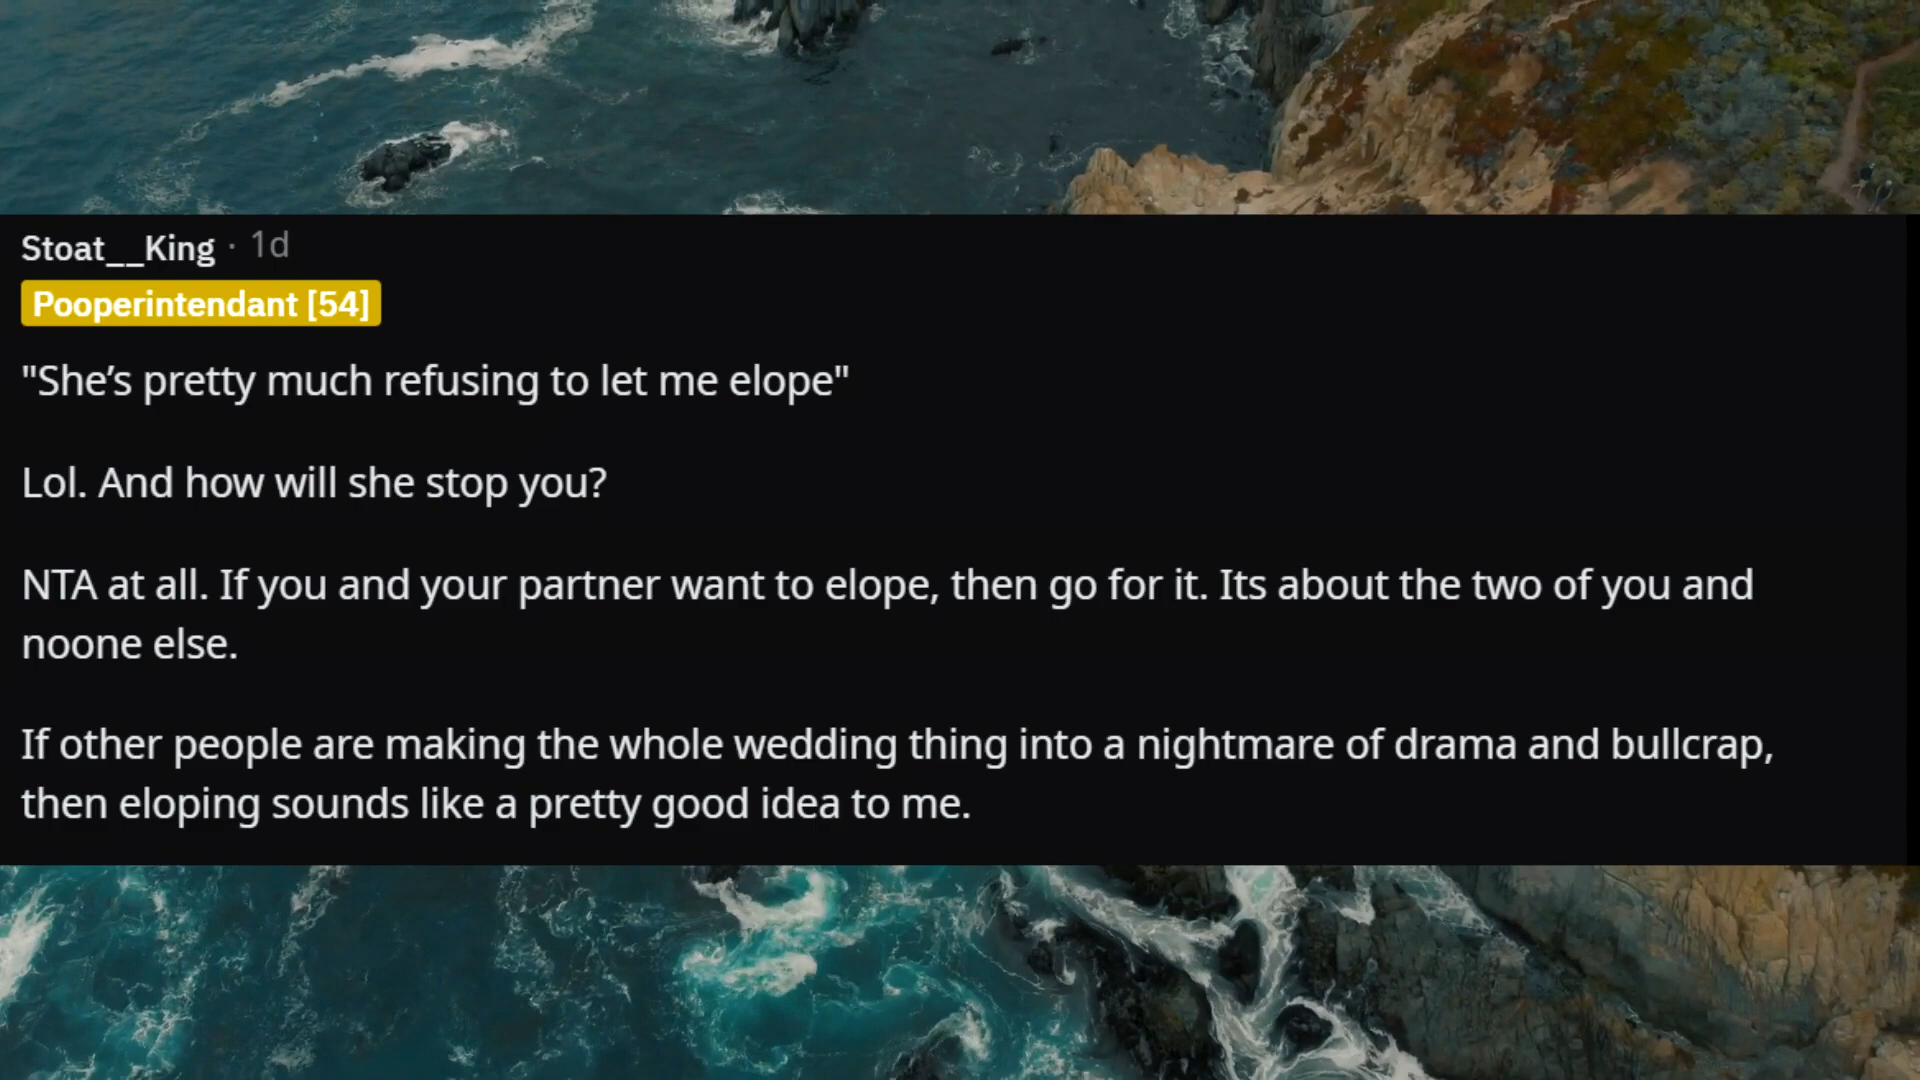 Stoat__King · 1d
Pooperintendant [54]
"She’s pretty much refusing to let me elope"
Lol. And how will she stop you?
NTA at all. If you and your partner want to elope, then go for it. Its about the two of you and
noone else.
If other people are making the whole wedding thing into a nightmare of drama and bullcrap,
then eloping sounds like a pretty good idea to me.